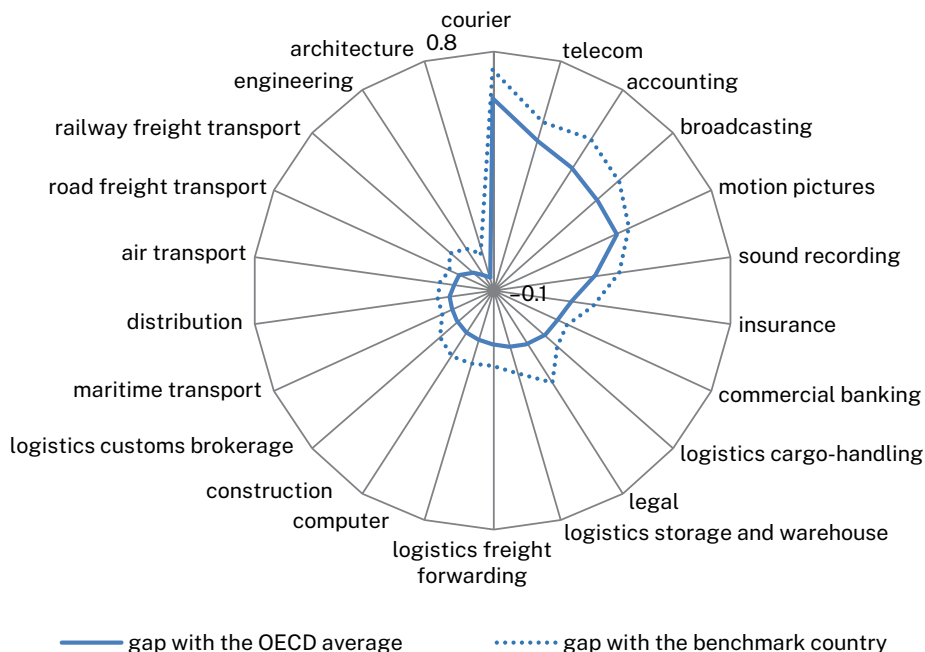 courier
architecture
0.8
telecom
engineering
accounting
railway freight transport
broadcasting
road freight transport
motion pictures
air transport
sound recording
–0.1
distribution
insurance
maritime transport
commercial banking
logistics customs brokerage
logistics cargo-handling
construction
legal
computer
logistics storage and warehouse
logistics freight
forwarding
gap with the OECD average
gap with the benchmark country